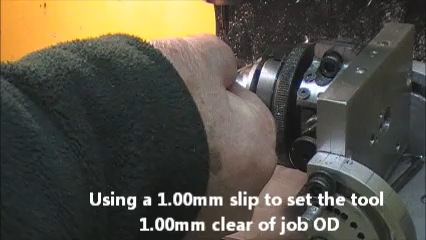 Using a 1.00mm slip to set the tool
1.00mm clear of job OD